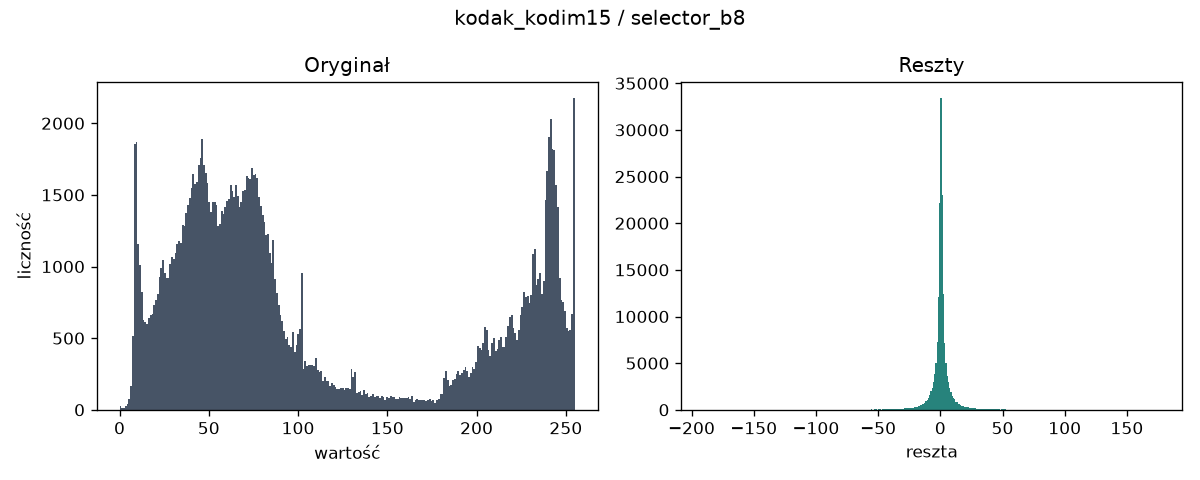 kodak_kodim15 / selector_b8
Oryginał
liczność
2000
1500
1000
500
0
0 50 100 150 200 250
wartość
Reszty
35000
30000
25000
20000
15000
10000
5000
0
−200 −150 −100 −50 0 50 100 150
reszta